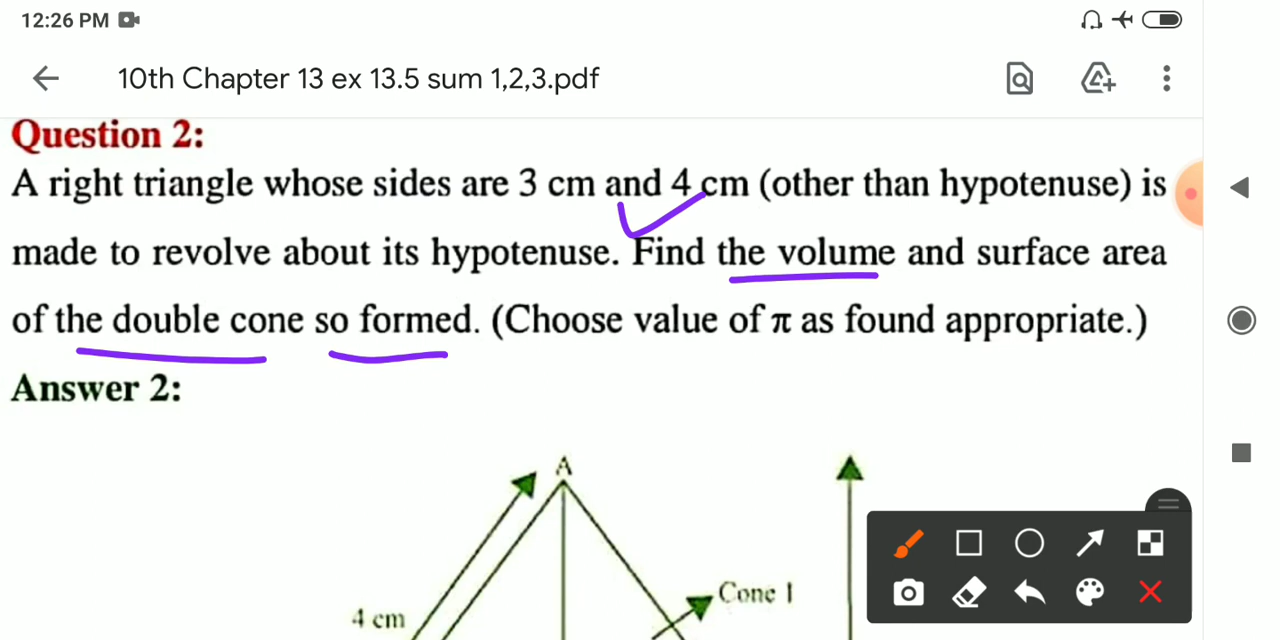 12:26 PM
10th Chapter 13 ex 13.5 sum 1,2,3.pdf
Question 2:
A right triangle whose sides are 3 cm and 4 cm (other than hypotenuse) is
made to revolve about its hypotenuse. Find the volume and surface area
of the double cone so formed. (Choose value of π as found appropriate.)
Answer 2:
A
Cone 1
4 cm